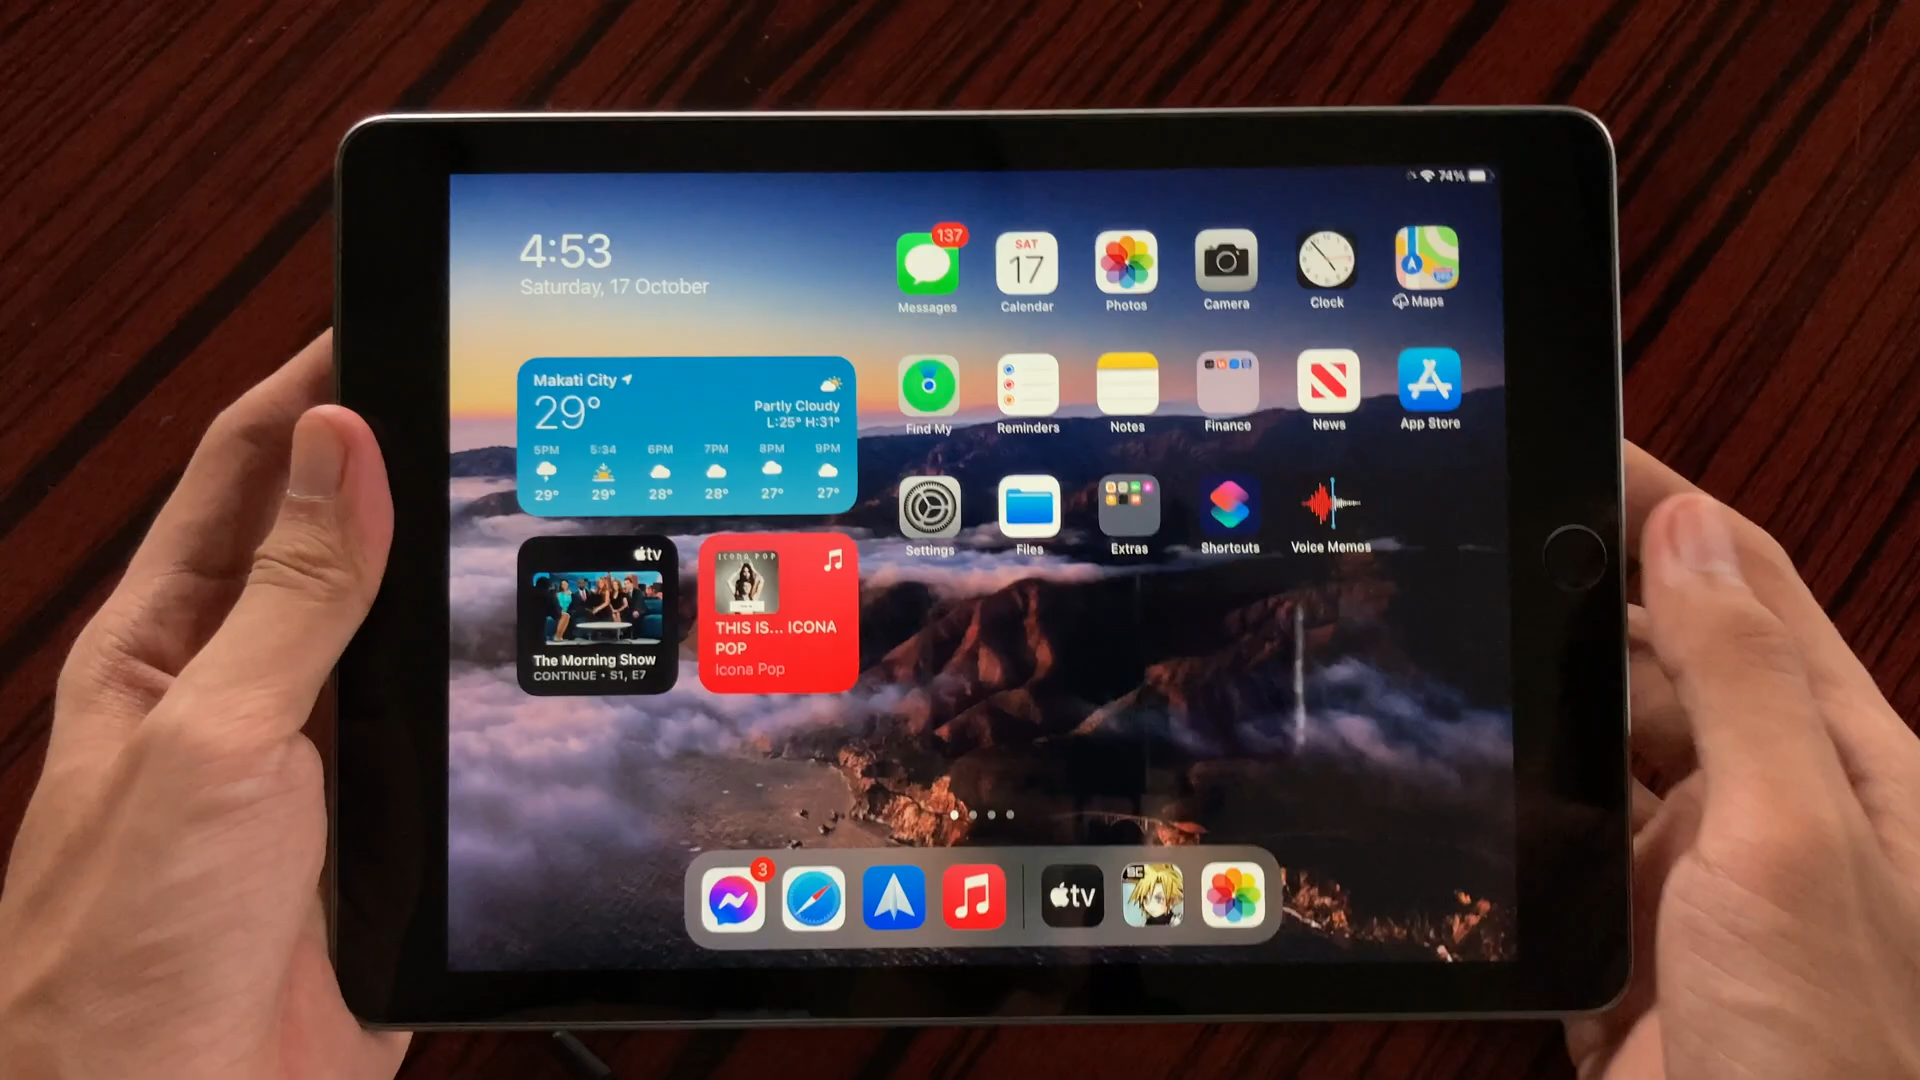 74%
4:53
Saturday, 17 October
Makati City
29°
Partly Cloudy
L:25° H:31°
5PM 5:34 6PM 7PM 8PM 9PM
29° 29° 28° 28° 27° 27°
tv
The Morning Show
CONTINUE • S1, E7
ICONA POP
THIS IS... ICONA
POP
Icona Pop
137
SAT
17
Messages Calendar Photos Camera Clock Maps
Find My Reminders Notes Finance News App Store
Settings Files Extras Shortcuts Voice Memos
3
tv